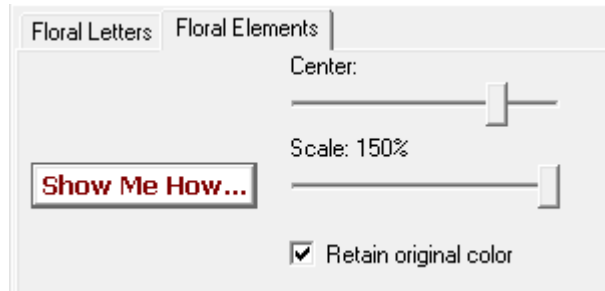 Floral Letters Floral Elements
Center:
Scale: 150%
Show Me How...
Retain original color